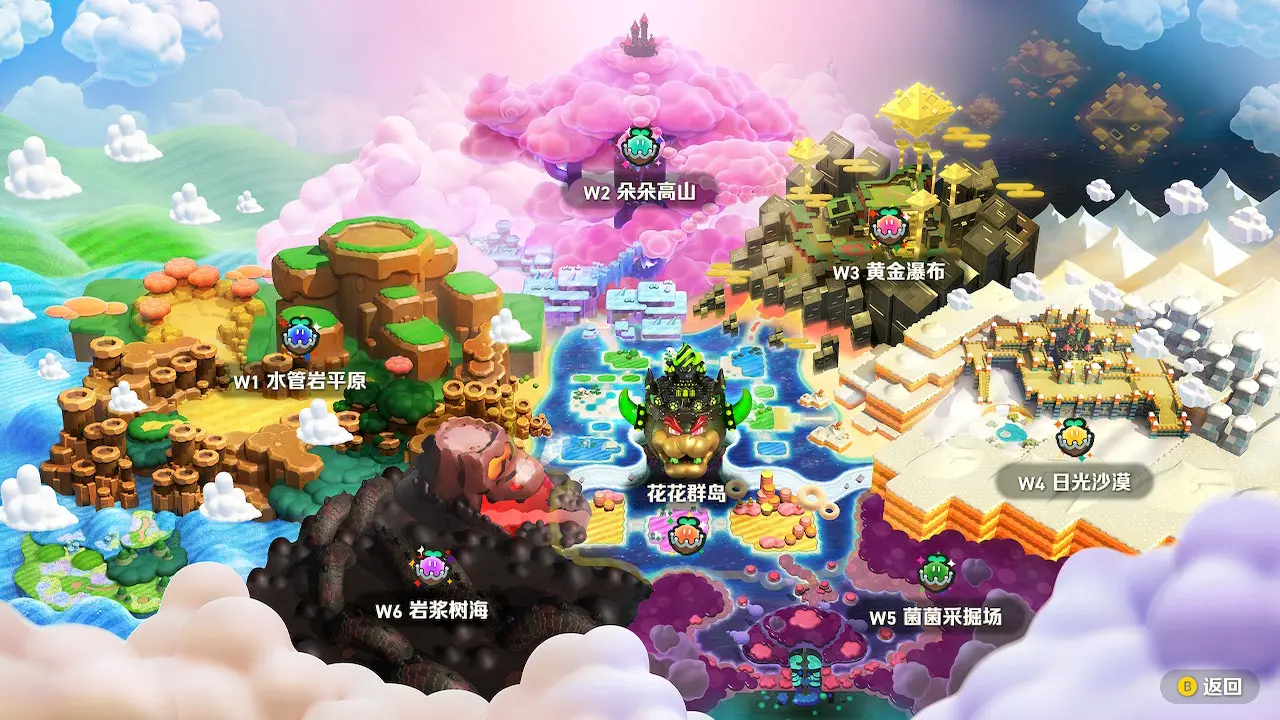 W2 朵朵高山
W3 黄金瀑布
W1 水管岩平原
W4 日光沙漠
花花群岛
W6 岩浆树海
W5 菌菌采掘场
B 返回